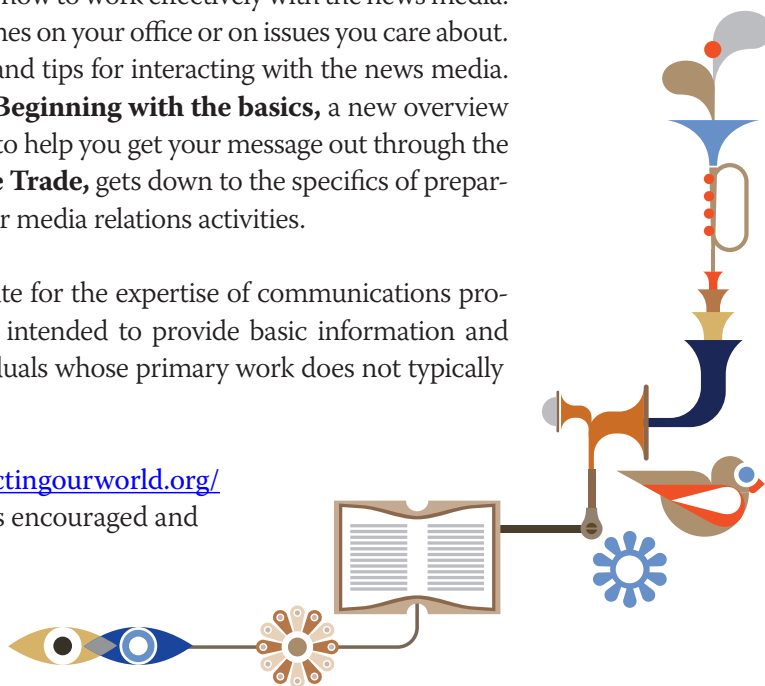 how to work effectively with the news media.
nes on your office or on issues you care about.
and tips for interacting with the news media.
Beginning with the basics, a new overview
to help you get your message out through the
e Trade, gets down to the specifics of prepar-
r media relations activities.
te for the expertise of communications pro-
intended to provide basic information and
duals whose primary work does not typically
ctingourworld.org/
s encouraged and